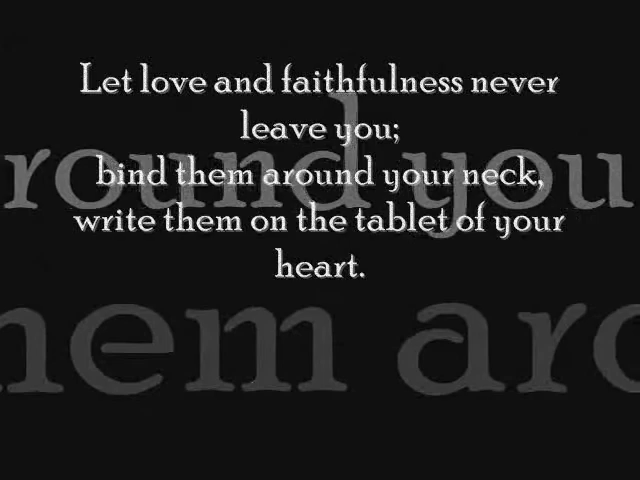 Let love and faithfulness never
leave you;
round you
bind them around your neck,
write them on the tablet of your
heart.
hem aro